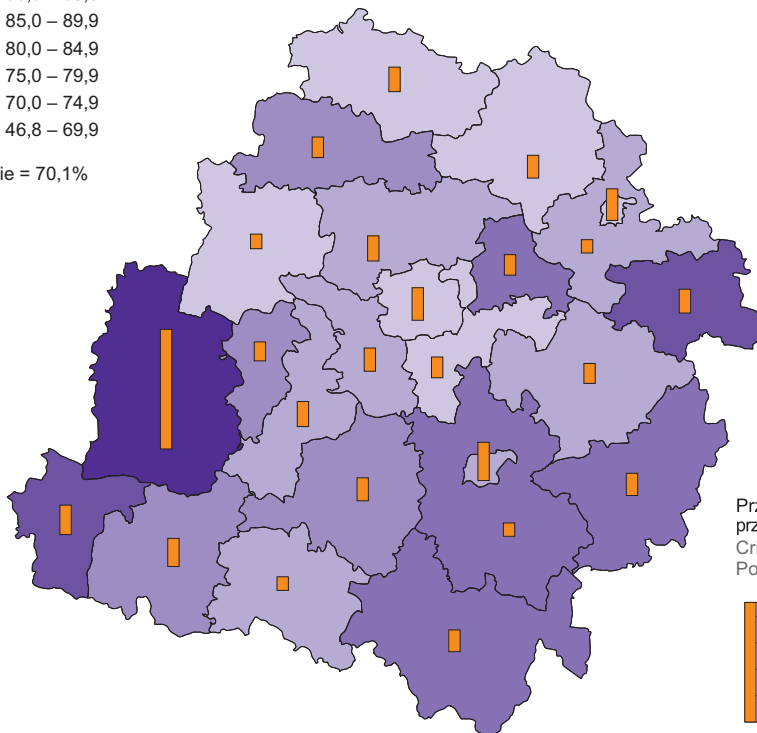 85,0 – 89,9
80,0 – 84,9
75,0 – 79,9
70,0 – 74,9
46,8 – 69,9
ie = 70,1%
Prz
prz
Cri
Po